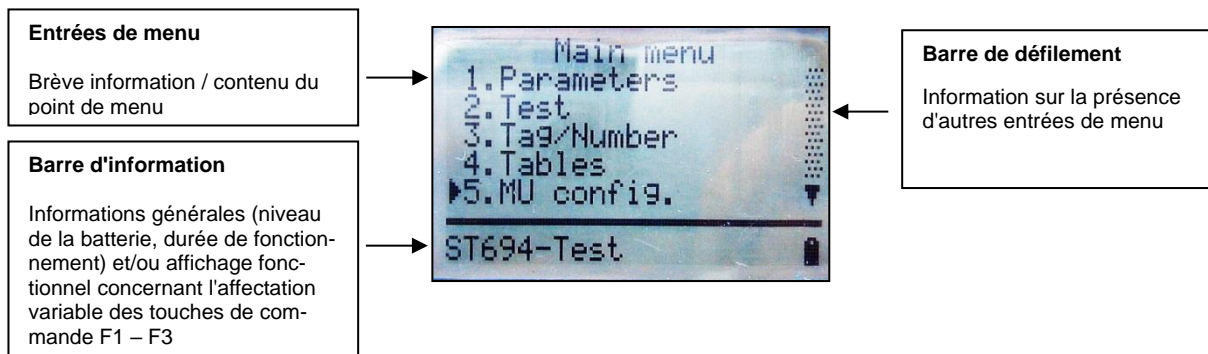 Entrées de menu
Brève information / contenu du
point de menu
Barre d'information
Informations générales (niveau
de la batterie, durée de fonction-
nement) et/ou affichage fonc-
tionnel concernant l'affectation
variable des touches de com-
mande F1 – F3
Main menu
1.Parameters
2.Test
3.Tag/Number
4.Tables
5.MU config.
ST694-Test
Barre de défilement
Information sur la présence
d'autres entrées de menu